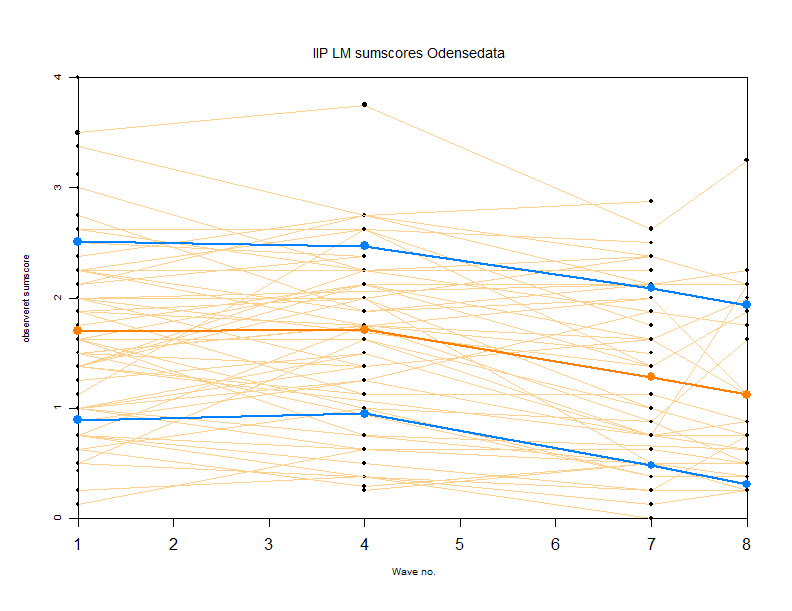 IIP LM sumscores Odensedata
4
3
2
1
0
observeret sumscore
1 2 3 4 5 6 7 8
Wave no.